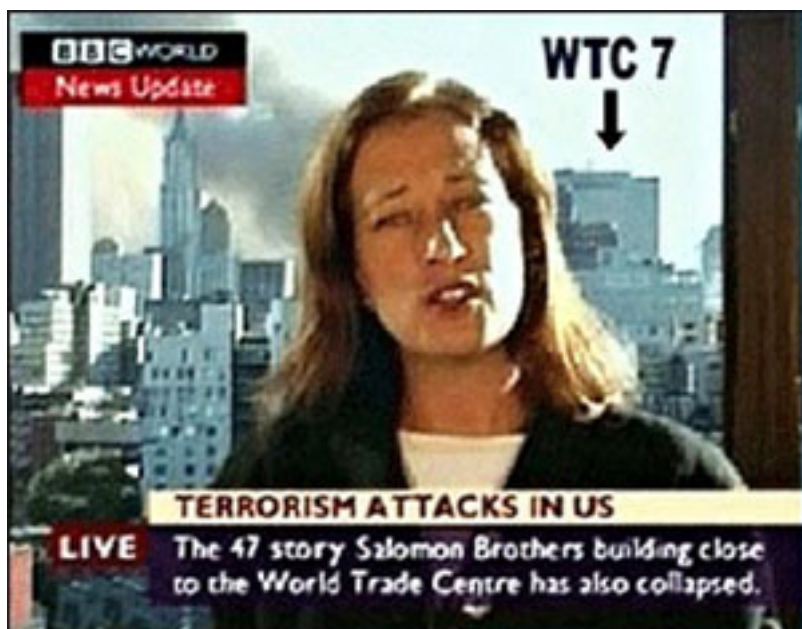 BBC WORLD
News Update
WTC 7
TERRORISM ATTACKS IN US
LIVE
The 47 story Salomon Brothers building close
to the World Trade Centre has also collapsed.